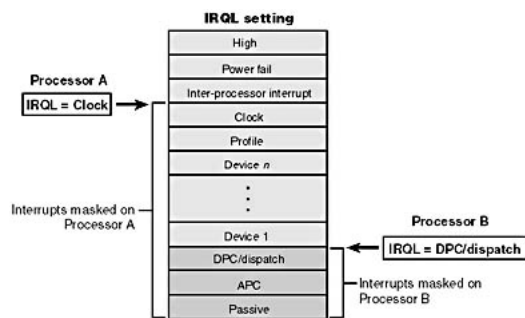 IRQL setting
High
Power fail
Inter-processor interrupt
Clock
Profile
Device n
Device 1
DPC/dispatch
APC
Passive
Processor A
IRQL = Clock
Interrupts masked on
Processor A
Processor B
IRQL = DPC/dispatch
Interrupts masked on
Processor B